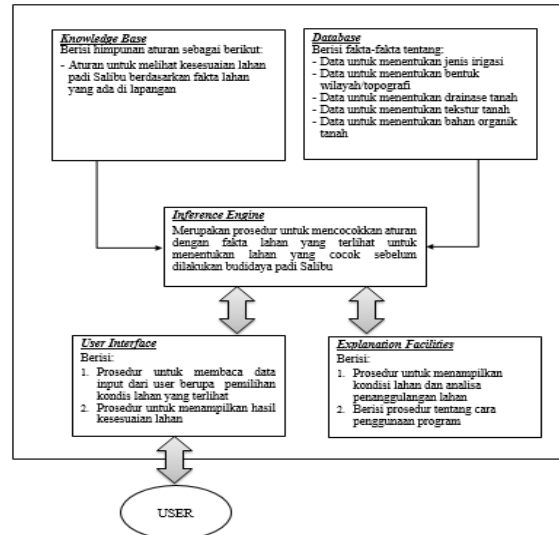 Knowledge Base
Berisi himpunan aturan sebagai berikut:
- Aturan untuk melihat kesesuaian lahan
padi Salibu berdasarkan fakta lahan
yang ada di lapangan
Database
Berisi fakta-fakta tentang:
- Data untuk menentukan jenis irigasi
- Data untuk menentukan bentuk
wilayah/topografi
- Data untuk menentukan drainase tanah
- Data untuk menentukan tekstur tanah
- Data untuk menentukan bahan organik
tanah
Inference Engine
Merupakan prosedur untuk mencocokkan aturan
dengan fakta lahan yang terlihat untuk
menentukan lahan yang cocok sebelum
dilakukan budidaya padi Salibu
User Interface
Berisi:
1. Prosedur untuk membaca data
input dari user berupa pemilihan
kondis lahan yang terlihat
2. Prosedur untuk menampilkan hasil
kesesuaian lahan
Explanation Facilities
Berisi:
1. Prosedur untuk menampilkan
kondisi lahan dan analisa
penanggulangan lahan
2. Berisi prosedur tentang cara
penggunaan program
USER